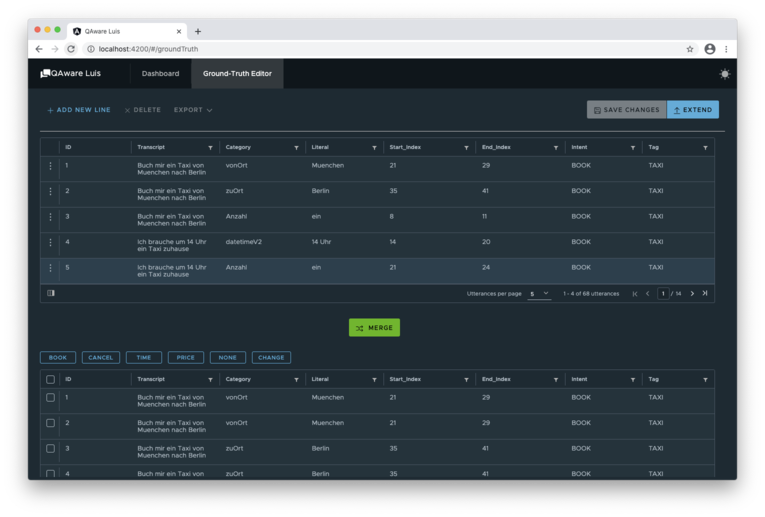 QAware Luis
localhost:4200/#/groundTruth
QAware Luis Dashboard Ground-Truth Editor
ADD NEW LINE DELETE EXPORT SAVE CHANGES EXTEND
ID Transcript Category Literal Start_Index End_Index Intent Tag
1 Buch mir ein Taxi von vonOrt Muenchen 21 29 BOOK TAXI
Muenchen nach Berlin
2 Buch mir ein Taxi von zuOrt Berlin 35 41 BOOK TAXI
Muenchen nach Berlin
3 Buch mir ein Taxi von Anzahl ein 8 11 BOOK TAXI
Muenchen nach Berlin
4 Ich brauche um 14 Uhr datetimeV2 14 Uhr 14 20 BOOK TAXI
ein Taxi zuhause
5 Ich brauche um 14 Uhr Anzahl ein 21 24 BOOK TAXI
ein Taxi zuhause
Utterances per page 5 1 - 4 of 68 utterances 1 / 14
MERGE
BOOK CANCEL TIME PRICE NONE CHANGE
ID Transcript Category Literal Start_Index End_Index Intent Tag
1 Buch mir ein Taxi von vonOrt Muenchen 21 29 BOOK TAXI
Muenchen nach Berlin
2 Buch mir ein Taxi von vonOrt Muenchen 21 29 BOOK TAXI
Muenchen nach Berlin
3 Buch mir ein Taxi von zuOrt Berlin 35 41 BOOK TAXI
Muenchen nach Berlin
4 Buch mir ein Taxi von zuOrt Berlin 35 41 BOOK TAXI